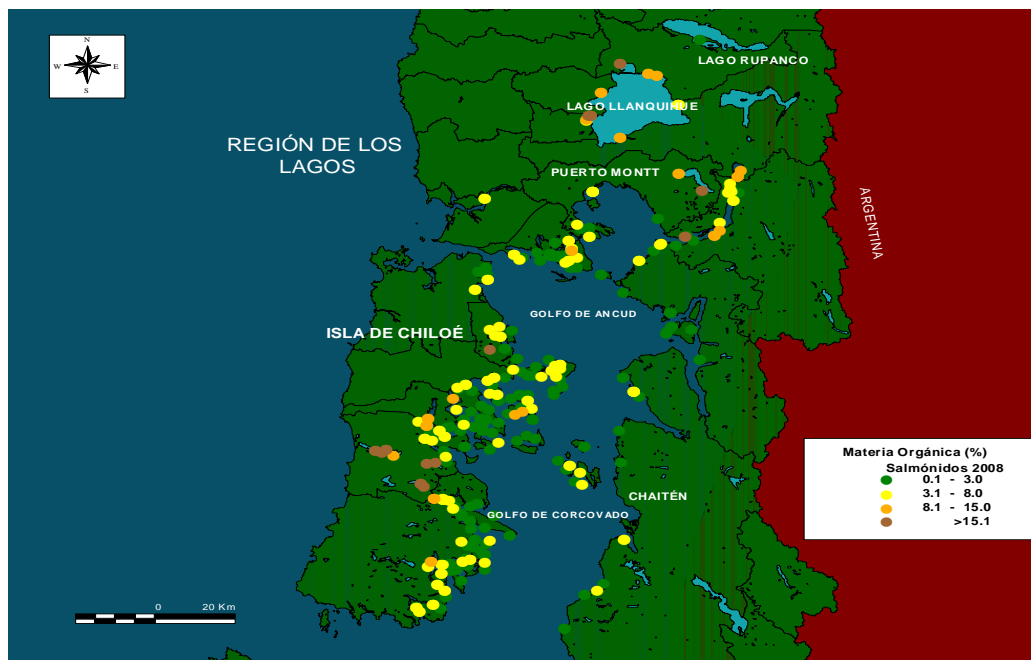 N
W E
S
LAGO RUPANCO
LAGO LLANQUIHUE
REGIÓN DE LOS
LAGOS
PUERTO MONTT
ARGENTINA
GOLFO DE ANCUD
ISLA DE CHILOÉ
Materia Orgánica (%)
Salmónidos 2008
0.1 - 3.0
3.1 - 8.0
8.1 - 15.0
>15.1
CHAITÉN
GOLFO DE CORCOVADO
0 20 Km